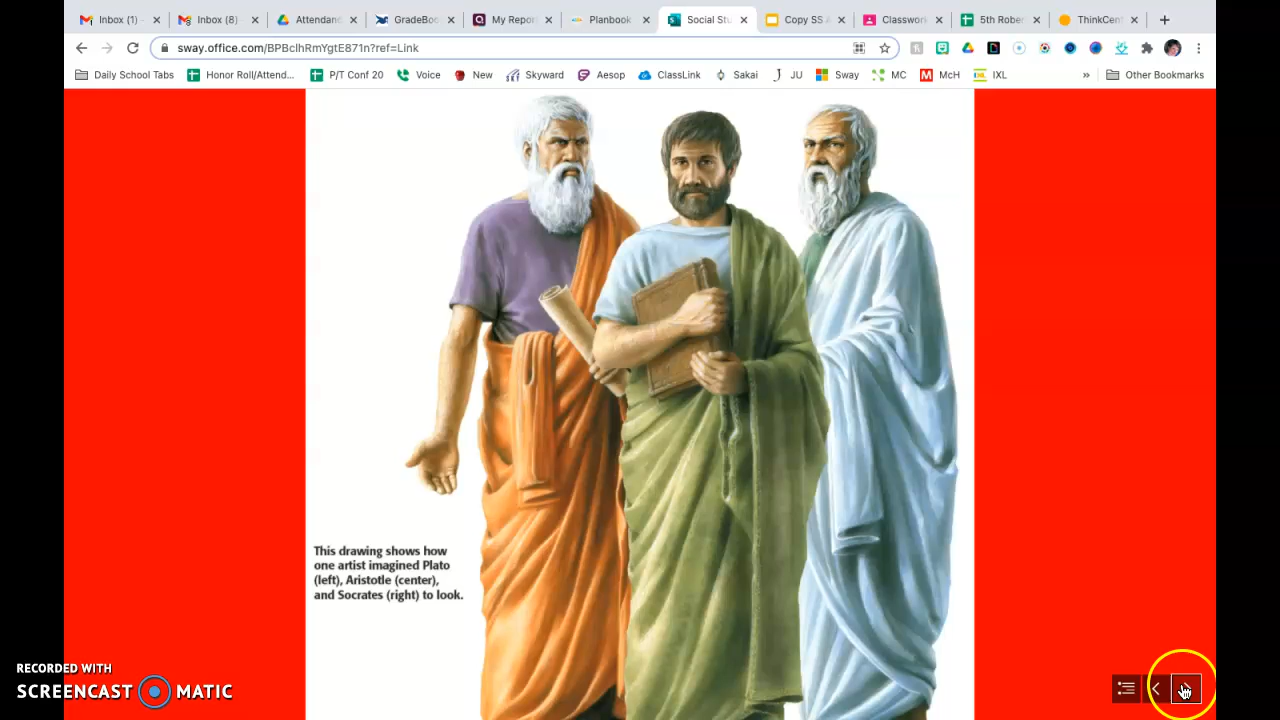 Inbox (1) -
Inbox (8)
Attendanc
GradeBoo
My Repor
Planbook
Social Stu
Copy SS A
Classwork
5th Rober
ThinkCent
sway.office.com/BPBclhRmYgtE871n?ref=Link
Daily School Tabs
Honor Roll/Attend...
P/T Conf 20
Voice
New
Skyward
Aesop
ClassLink
Sakai
JU
Sway
MC
McH
IXL
»
Other Bookmarks
This drawing shows how
one artist imagined Plato
(left), Aristotle (center),
and Socrates (right) to look.
RECORDED WITH
SCREENCAST MATIC